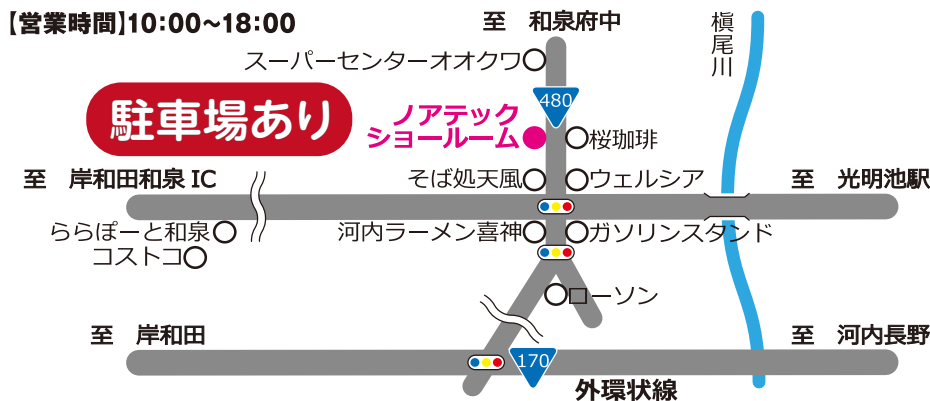 【営業時間】10:00～18:00
至 和泉府中
槇尾川
スーパーセンターオオクワ
480
駐車場あり
ノアテック
ショールーム
桜珈琲
至 岸和田和泉IC
そば処天風
ウェルシア
至 光明池駅
ららぽーと和泉
河内ラーメン喜神
ガソリンスタンド
コストコ
ローソン
至 岸和田
170
至 河内長野
外環状線